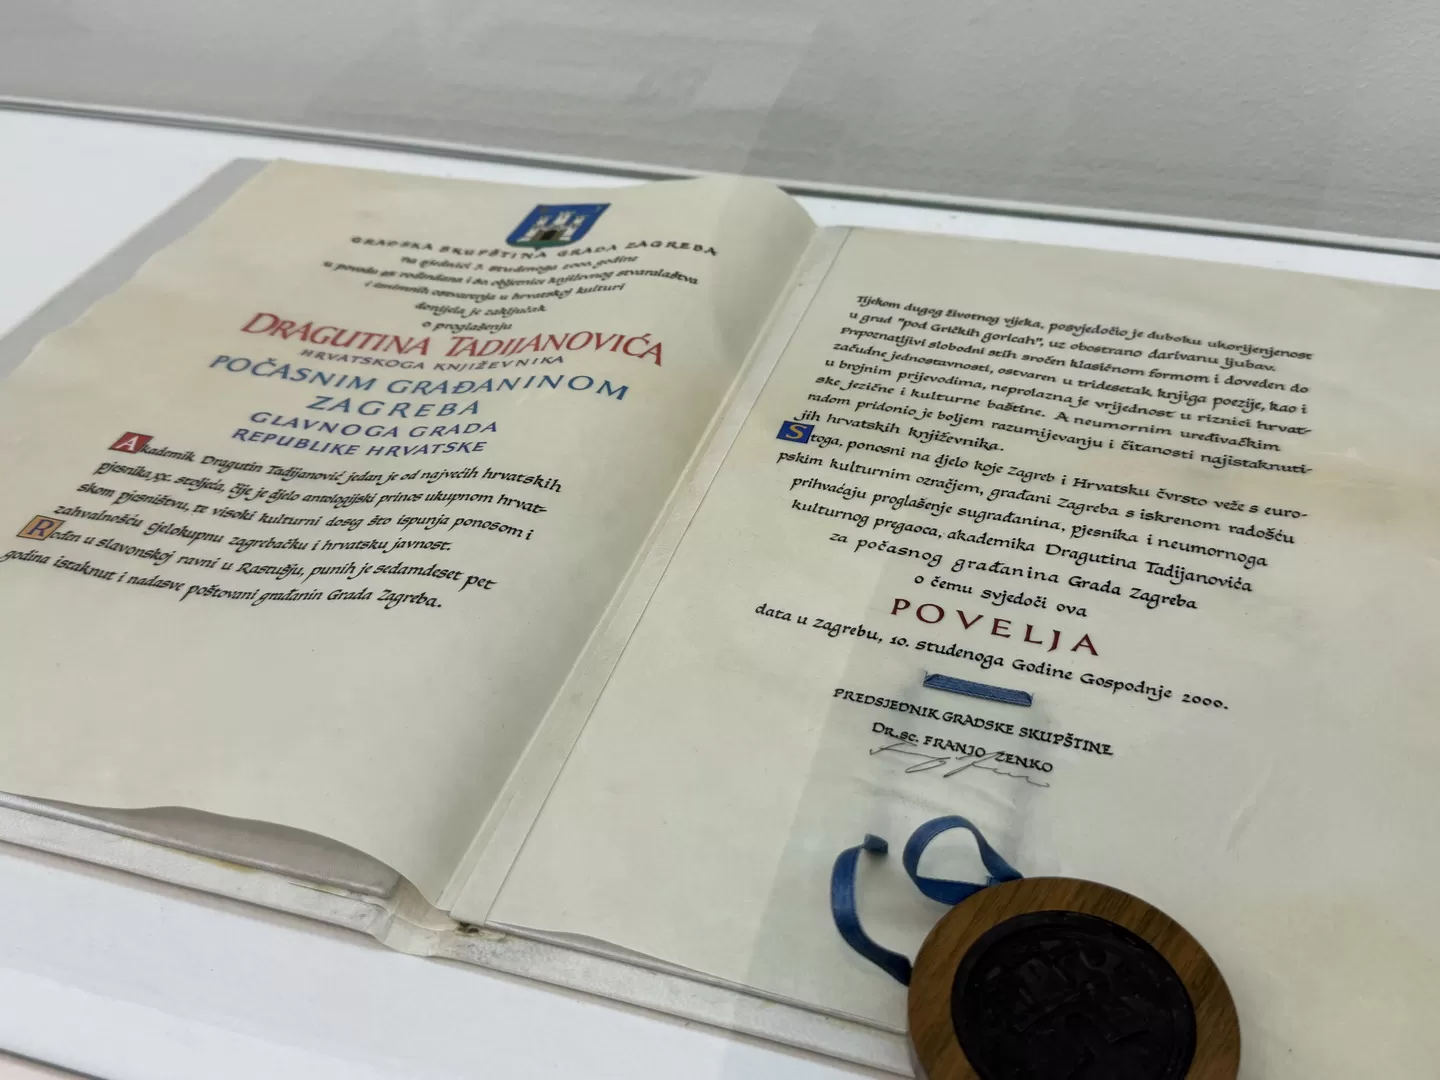 GRADSKA SKUPŠTINA GRADA ZAGREBA
na sjednici 7. studenoga 2000. godine
u povodu 95. rođendana i 80. obljetnice književnog stvaralaštva
i iznimnih ostvarenja u hrvatskoj kulturi
donijela je zaključak
o proglašenju
DRAGUTINA TADIJANOVIĆA
HRVATSKOGA KNJIŽEVNIKA
POČASNIM GRAĐANINOM
ZAGREBA
GLAVNOGA GRADA
REPUBLIKE HRVATSKE
Akademik Dragutin Tadijanović jedan je od najvećih hrvatskih
pjesnika XX. stoljeća, čije je djelo antologijski prinos ukupnom hrvat-
skom pjesništvu, te visoki kulturni doseg što ispunja ponosom i
zahvalnošću cjelokupnu zagrebačku i hrvatsku javnost.
Rođen u slavonskoj ravni u Rastušju, punih je sedamdeset pet
godina istaknut i nadasve poštovani građanin Grada Zagreba.
Tijekom dugog životnog vijeka, posvjedočio je duboku ukorijenjenost
u grad "pod Gričkih goricah", uz obostrano darivanu ljubav.
Prepoznatljivi slobodni stih sročen klasičnom formom i doveden do
začudne jednostavnosti, ostvaren u tridesetak knjiga poezije, kao i
u brojnim prijevodima, neprolazna je vrijednost u riznici hrvat-
ske jezične i kulturne baštine. A neumornim uređivačkim
radom pridonio je boljem razumijevanju i čitanosti najistaknuti-
jih hrvatskih književnika.
Stoga, ponosni na djelo koje Zagreb i Hrvatsku čvrsto veže s euro-
pskim kulturnim ozračjem, građani Zagreba s iskrenom radošću
prihvaćaju proglašenje sugrađanina, pjesnika i neumornoga
kulturnog pregaoca, akademika Dragutina Tadijanovića
za počasnog građanina Grada Zagreba
o čemu svjedoči ova
POVELJA
data u Zagrebu, 10. studenoga Godine Gospodnje 2000.
PREDSJEDNIK GRADSKE SKUPŠTINE
DR.sc. FRANJO ZENKO